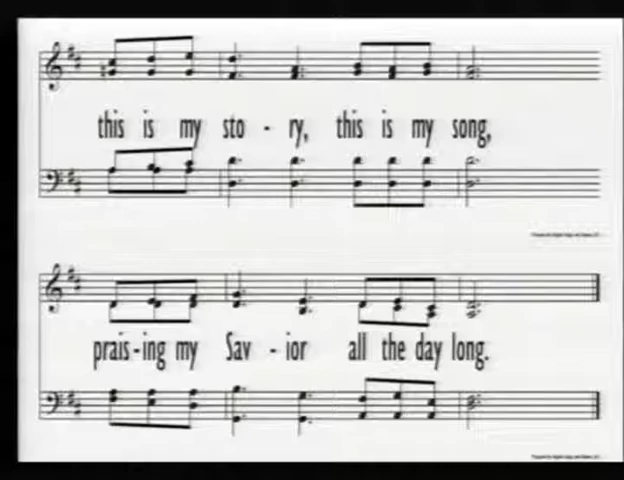 this is my sto - ry, this is my song,
prais - ing my Sav - ior all the day long.